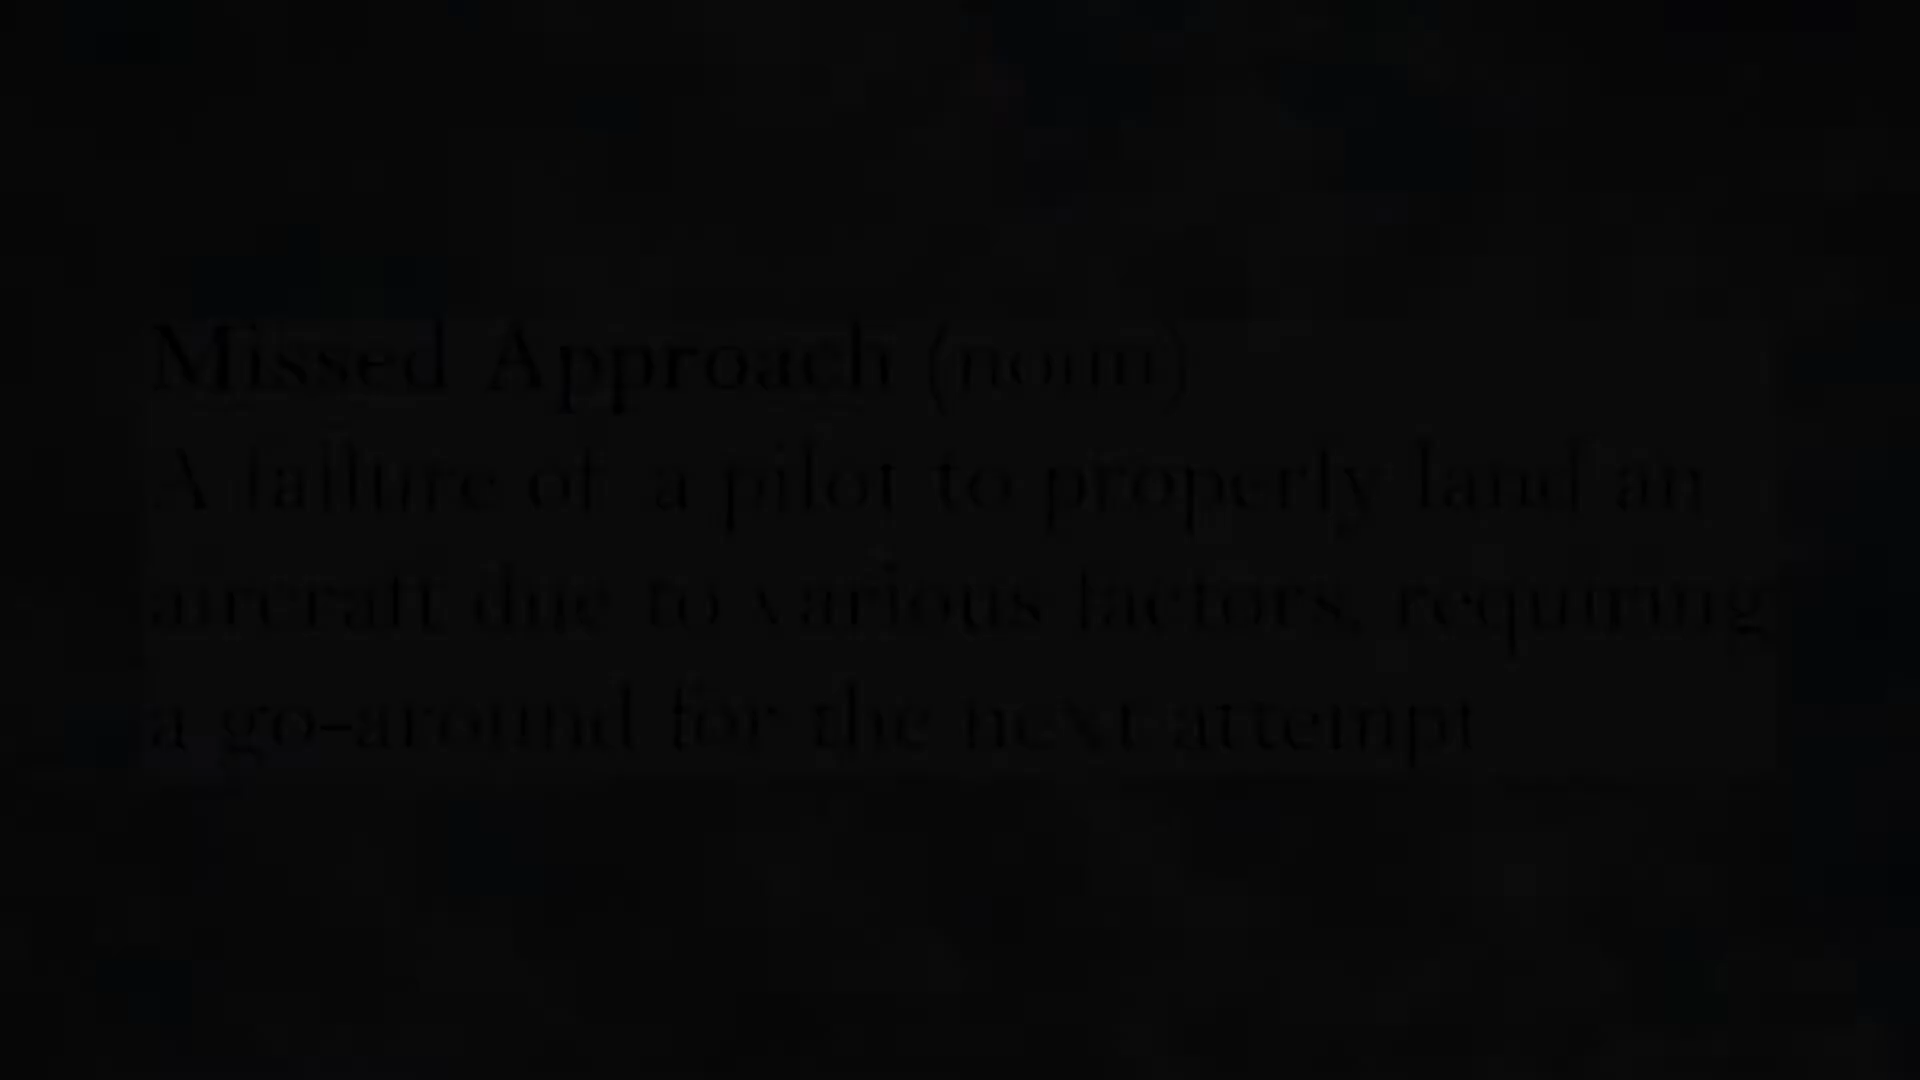 Missed Approach (noun)
A failure of a pilot to properly land an
aircraft due to various factors, requiring
a go-around for the next attempt